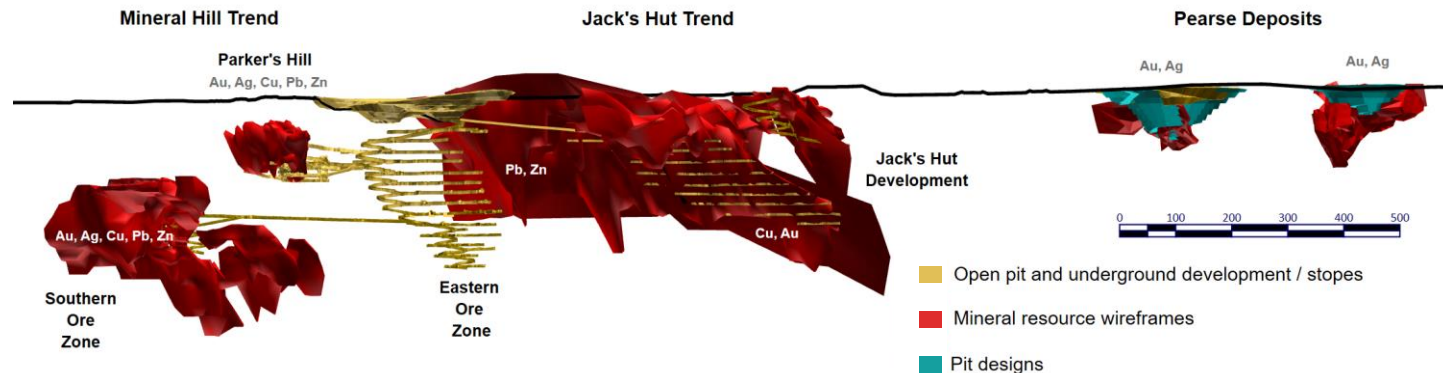 Mineral Hill Trend
Jack's Hut Trend
Pearse Deposits
Parker's Hill
Au, Ag, Cu, Pb, Zn
Au, Ag
Au, Ag
Pb, Zn
Jack's Hut
Development
Au, Ag, Cu, Pb, Zn
Cu, Au
0 100 200 300 400 500
Southern
Ore
Zone
Eastern
Ore
Zone
Open pit and underground development / stopes
Mineral resource wireframes
Pit designs